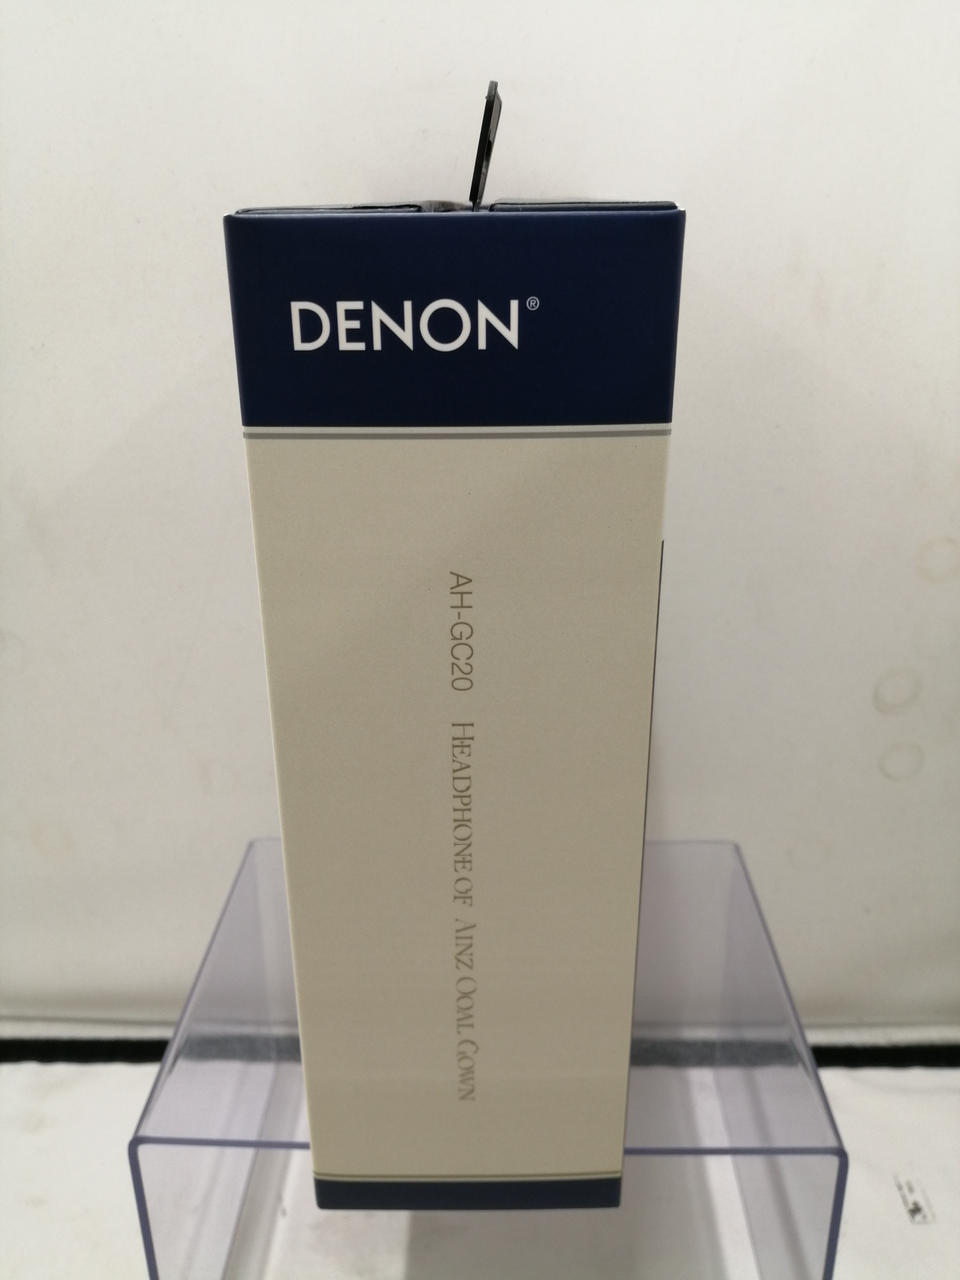 DENON®
AH-GC20 HEADPHONE OF AINZ OOAL GOWN